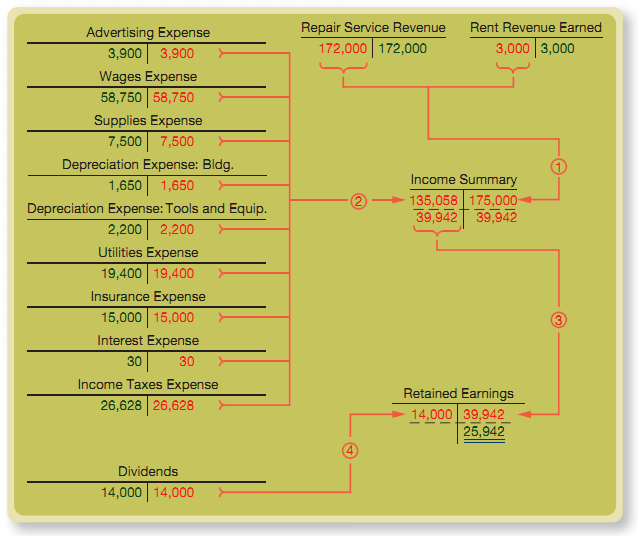 Advertising Expense
3,900 3,900
Wages Expense
58,750 58,750
Supplies Expense
7,500 7,500
Depreciation Expense: Bldg.
1,650 1,650
Depreciation Expense: Tools and Equip.
2,200 2,200
Utilities Expense
19,400 19,400
Insurance Expense
15,000 15,000
Interest Expense
30 30
Income Taxes Expense
26,628 26,628
Dividends
14,000 14,000
Repair Service Revenue
172,000 172,000
Rent Revenue Earned
3,000 3,000
1
2
Income Summary
135,058 175,000
39,942 39,942
3
Retained Earnings
14,000 39,942
25,942
4